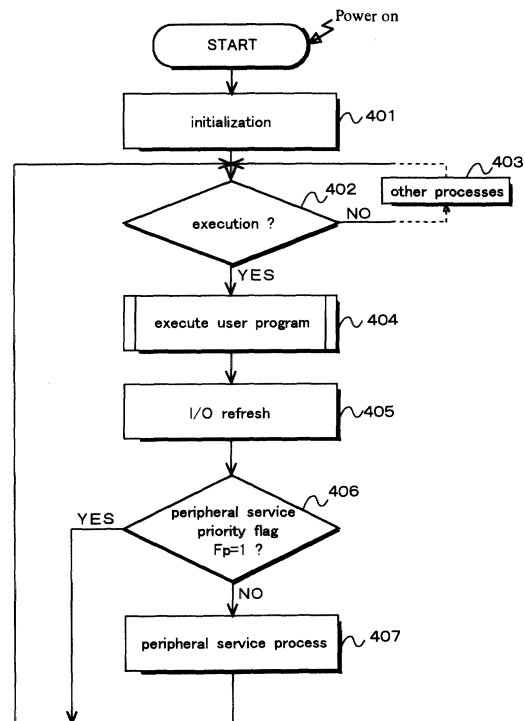 Power on
START
initialization
401
403
other processes
402
execution ?
NO
YES
execute user program
404
I/O refresh
405
406
peripheral service
priority flag
Fp=1 ?
YES
NO
peripheral service process
407